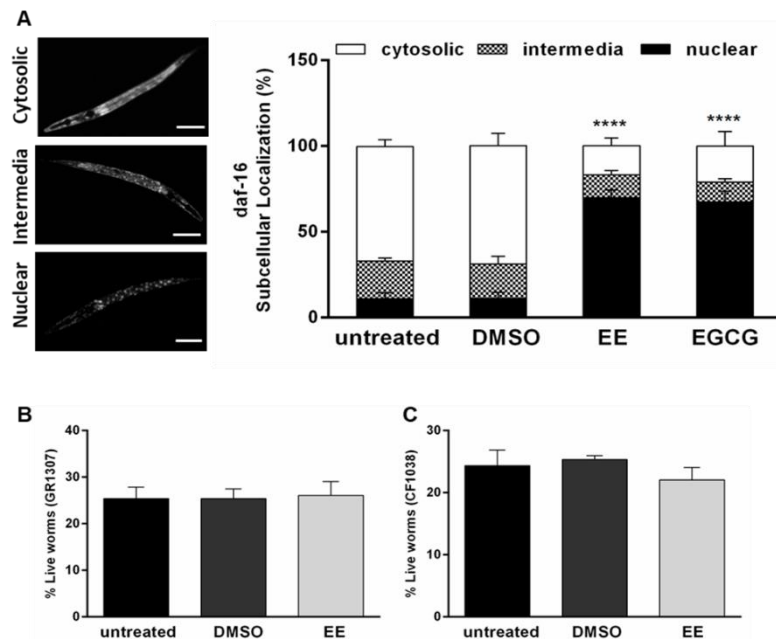 A
Cytosolic
Intermedia
Nuclear
daf-16
Subcellular Localization (%)
150
100
50
0
cytosolic intermedia nuclear
**** ****
untreated DMSO EE EGCG
B
% Live worms (GR1307)
40
30
20
10
0
untreated DMSO EE
C
% Live worms (CF1038)
30
20
10
0
untreated DMSO EE